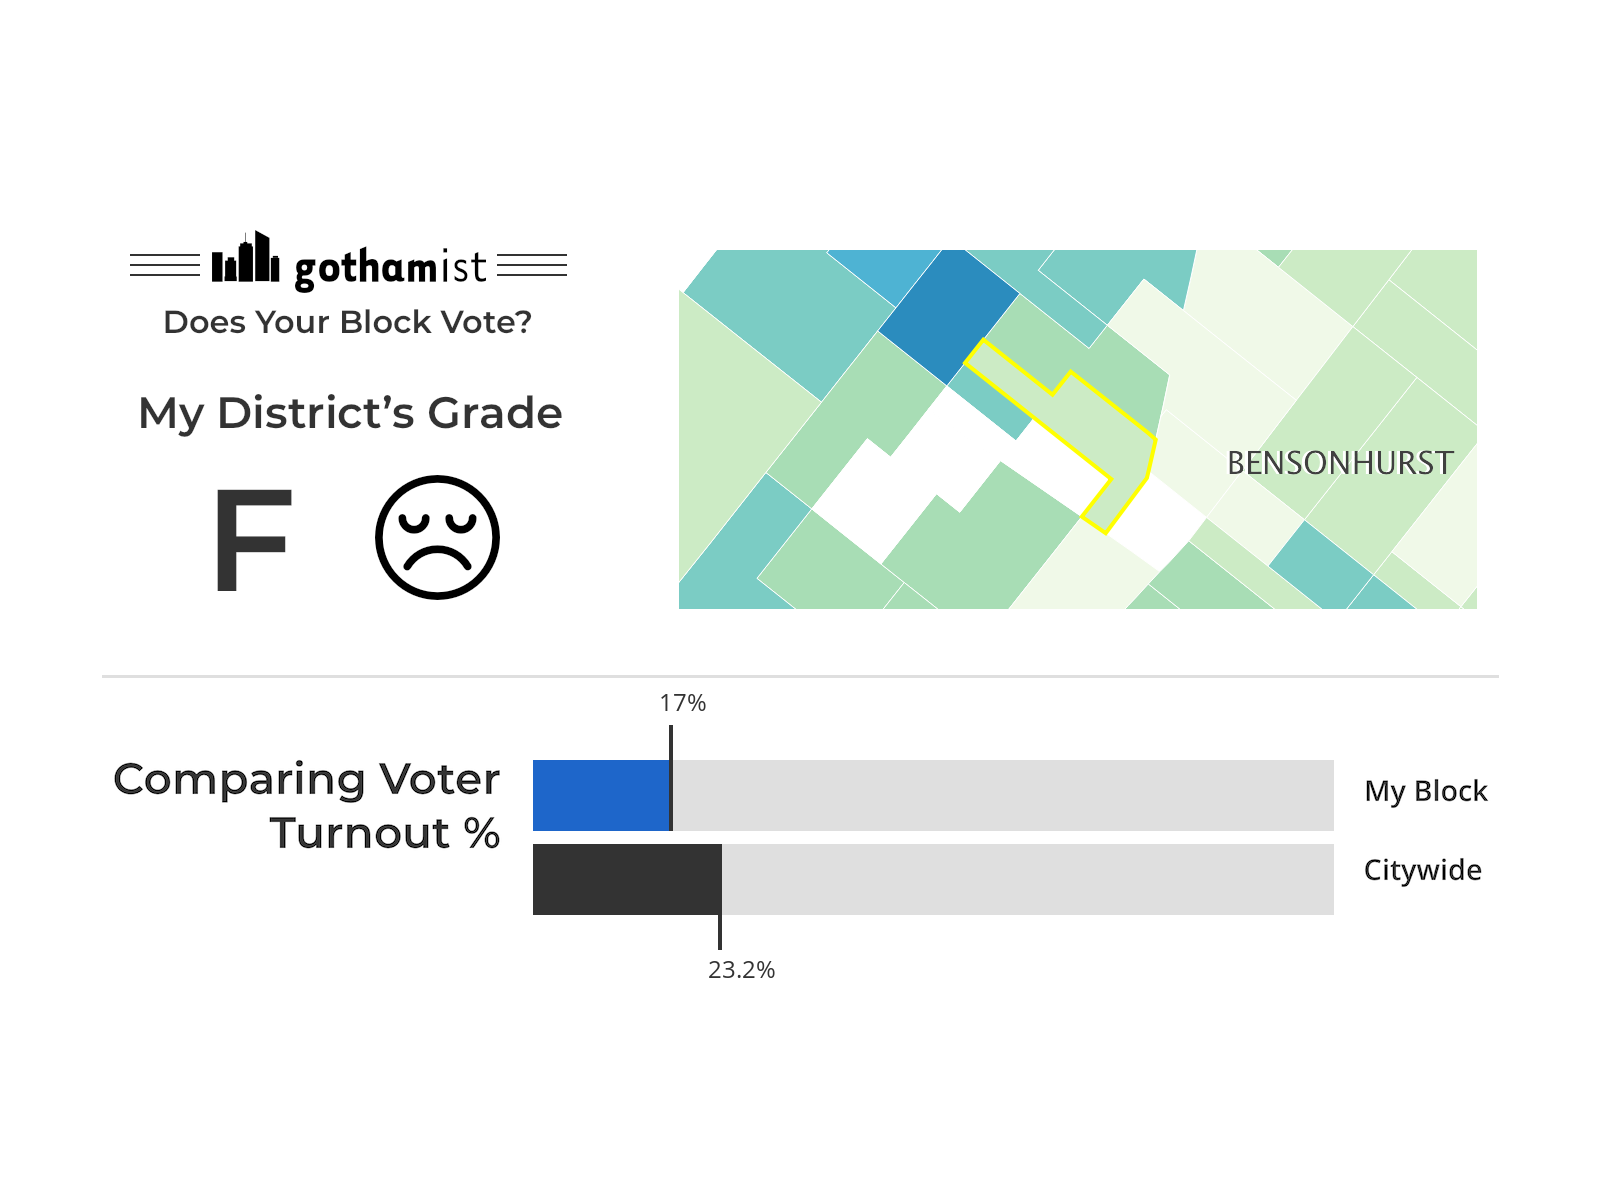 gothamist
Does Your Block Vote?
My District’s Grade
F
BENSONHURST
17%
Comparing Voter
Turnout %
My Block
Citywide
23.2%